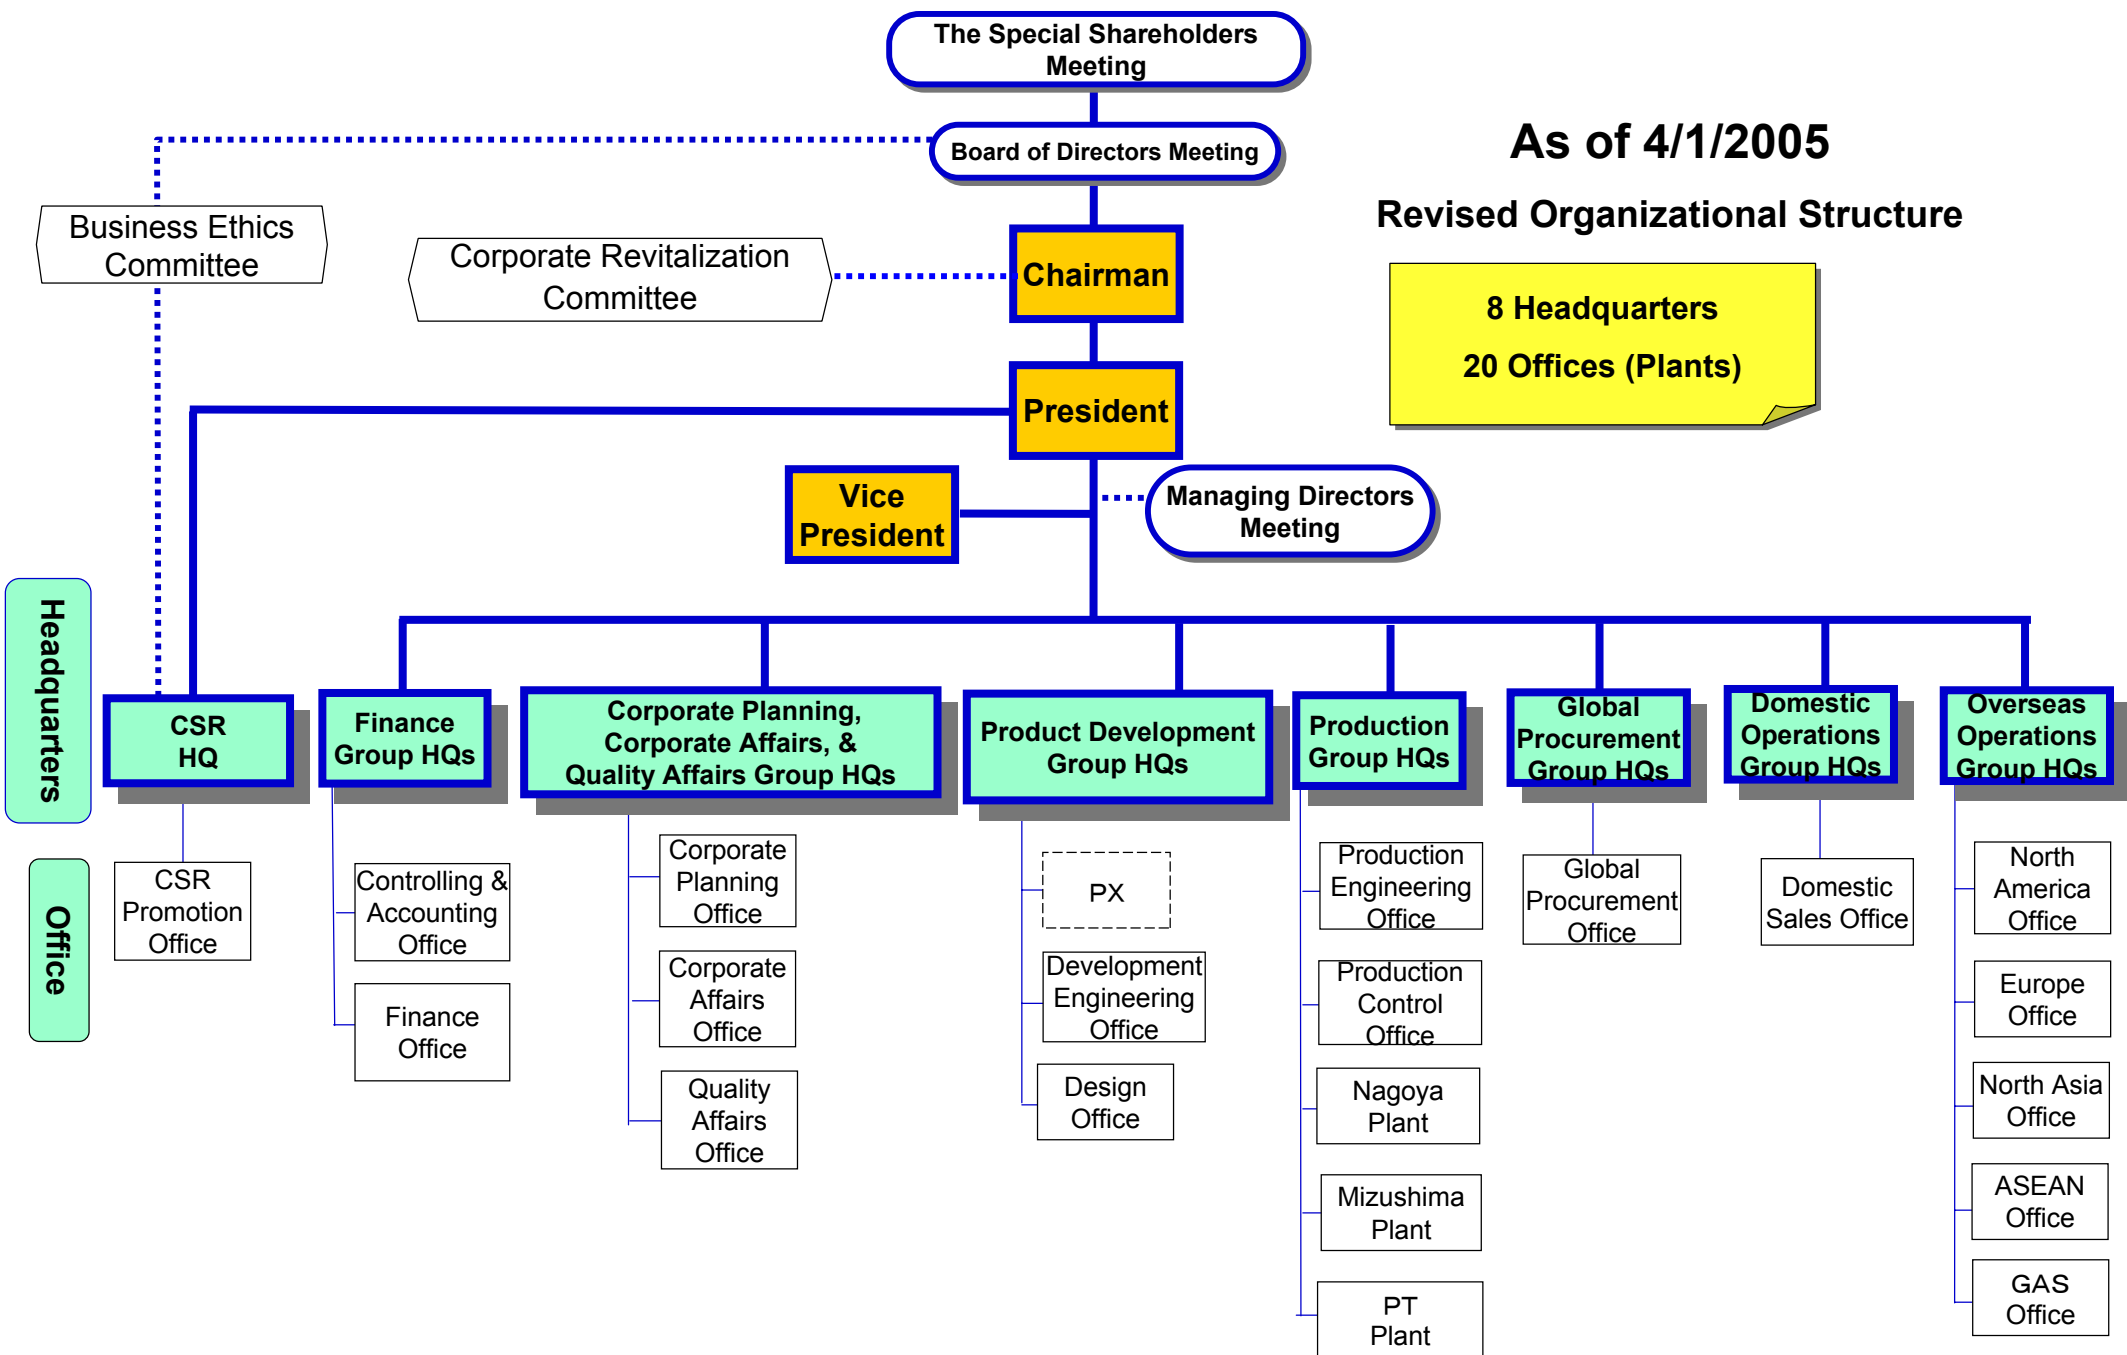 The Special Shareholders
Meeting
Board of Directors Meeting
As of 4/1/2005
Revised Organizational Structure
Business Ethics
Committee
Corporate Revitalization
Committee
Chairman
8 Headquarters
20 Offices (Plants)
President
Vice
President
Managing Directors
Meeting
Headquarters
CSR
HQ
Finance
Group HQs
Corporate Planning,
Corporate Affairs, &
Quality Affairs Group HQs
Product Development
Group HQs
Production
Group HQs
Global
Procurement
Group HQs
Domestic
Operations
Group HQs
Overseas
Operations
Group HQs
Office
CSR
Promotion
Office
Controlling &
Accounting
Office
Finance
Office
Corporate
Planning
Office
Corporate
Affairs
Office
Quality
Affairs
Office
PX
Development
Engineering
Office
Design
Office
Production
Engineering
Office
Production
Control
Office
Nagoya
Plant
Mizushima
Plant
PT
Plant
Global
Procurement
Office
Domestic
Sales Office
North
America
Office
Europe
Office
North Asia
Office
ASEAN
Office
GAS
Office